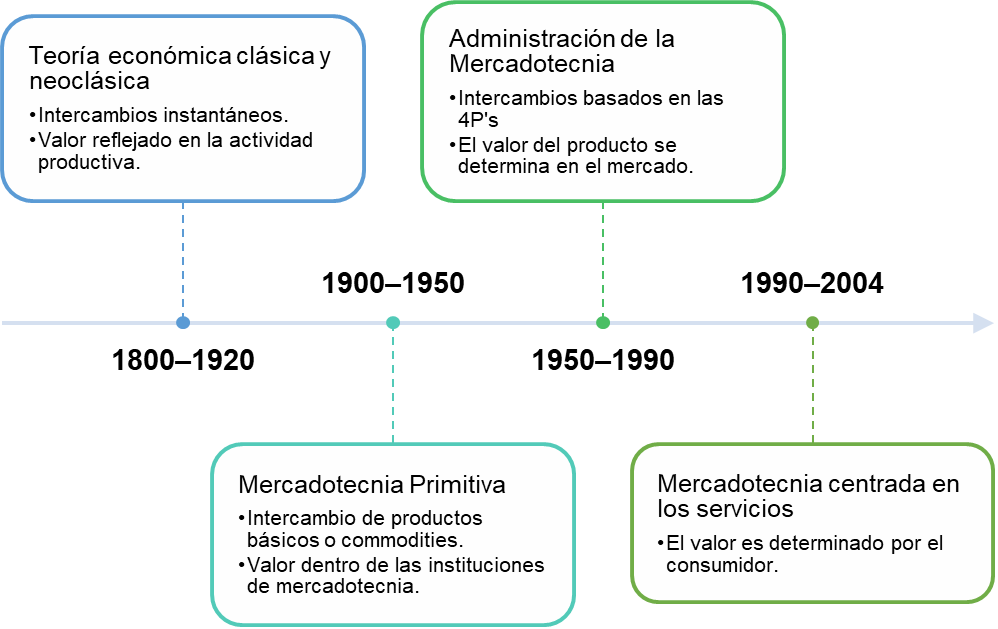 Teoría económica clásica y
neoclásica
•Intercambios instantáneos.
•Valor reflejado en la actividad
productiva.
1800–1920
1900–1950
Mercadotecnia Primitiva
•Intercambio de productos
básicos o commodities.
•Valor dentro de las instituciones
de mercadotecnia.
Administración de la
Mercadotecnia
•Intercambios basados en las
4P's
•El valor del producto se
determina en el mercado.
1950–1990
1990–2004
Mercadotecnia centrada en
los servicios
•El valor es determinado por el
consumidor.